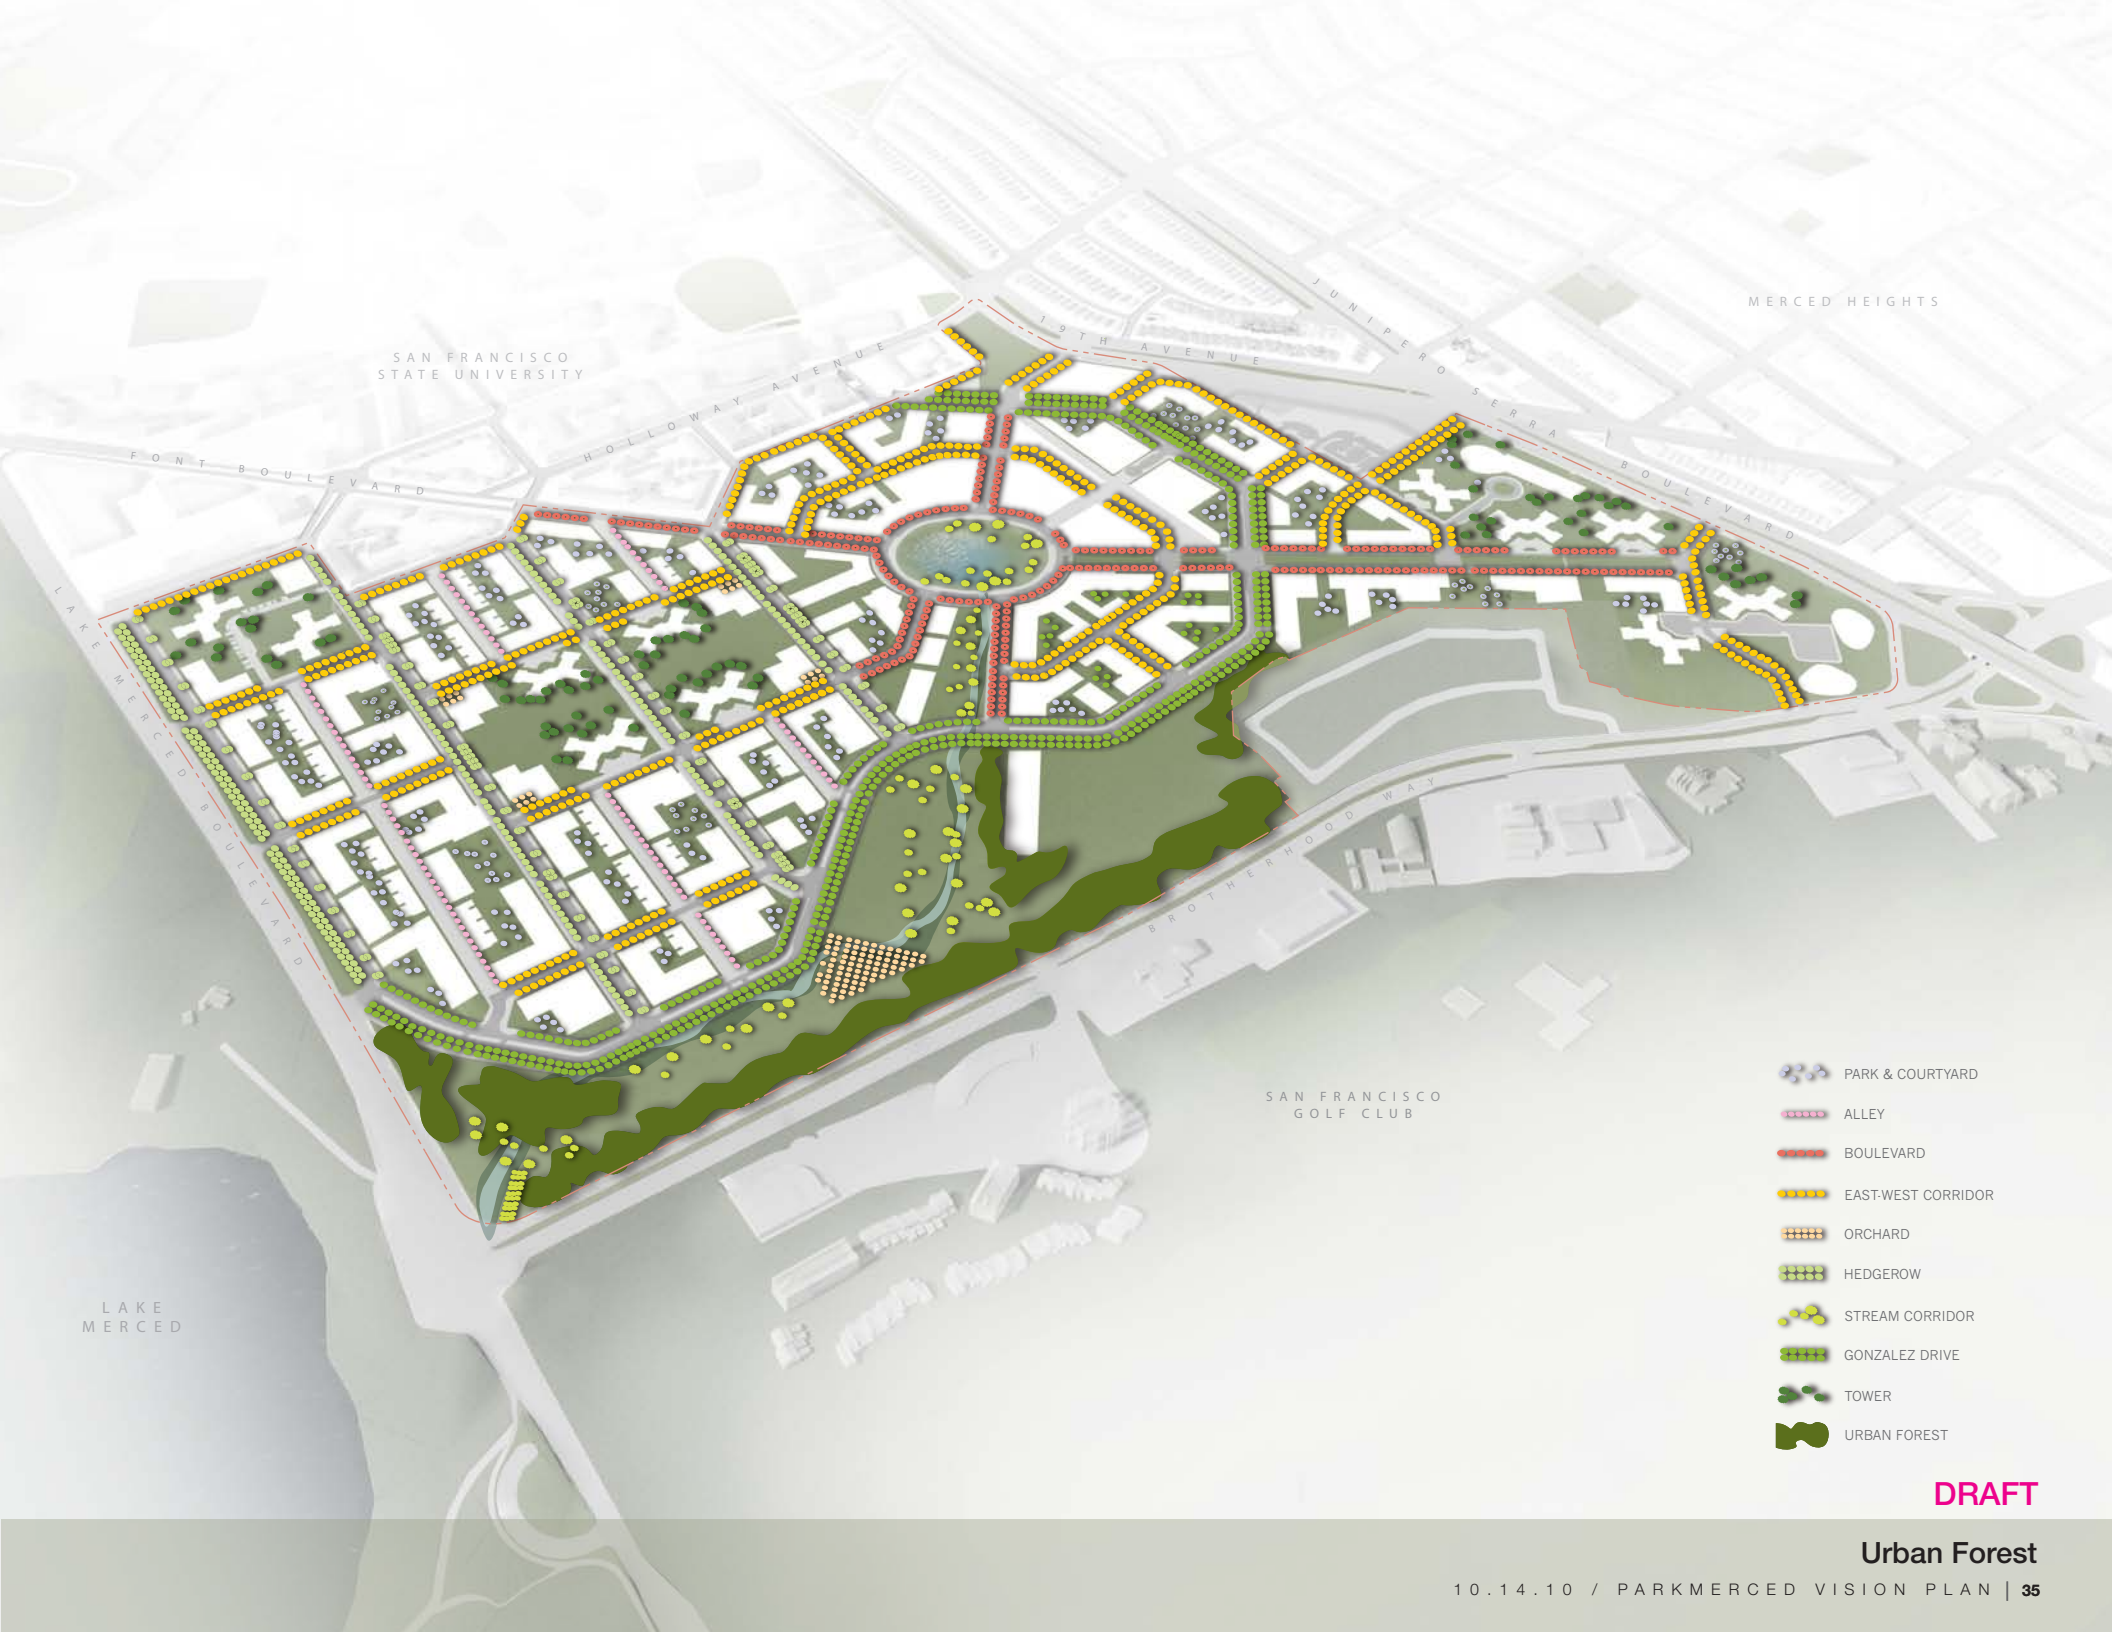 MERCED HEIGHTS
JUNIPERO SERRA BOULEVARD
19TH AVENUE
SAN FRANCISCO
STATE UNIVERSITY
HOLLOWAY AVENUE
FONT BOULEVARD
LAKE MERCED BOULEVARD
BROTHERHOOD WAY
SAN FRANCISCO
GOLF CLUB
LAKE
MERCED
PARK & COURTYARD
ALLEY
BOULEVARD
EAST-WEST CORRIDOR
ORCHARD
HEDGEROW
STREAM CORRIDOR
GONZALEZ DRIVE
TOWER
URBAN FOREST
DRAFT
Urban Forest
10.14.10 / PARKMERCED VISION PLAN | 35